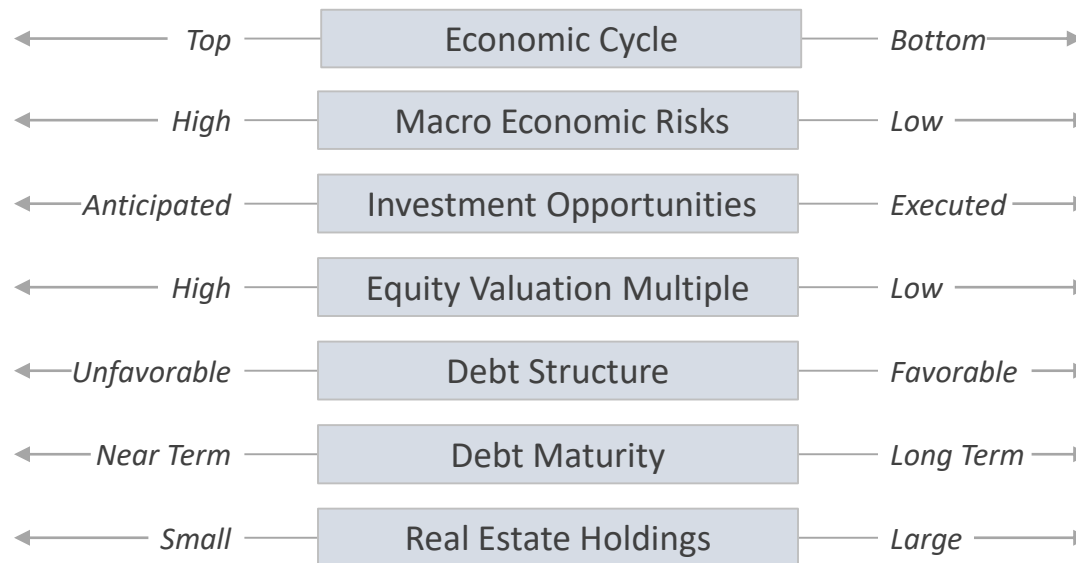 Top Economic Cycle Bottom
High Macro Economic Risks Low
Anticipated Investment Opportunities Executed
High Equity Valuation Multiple Low
Unfavorable Debt Structure Favorable
Near Term Debt Maturity Long Term
Small Real Estate Holdings Large